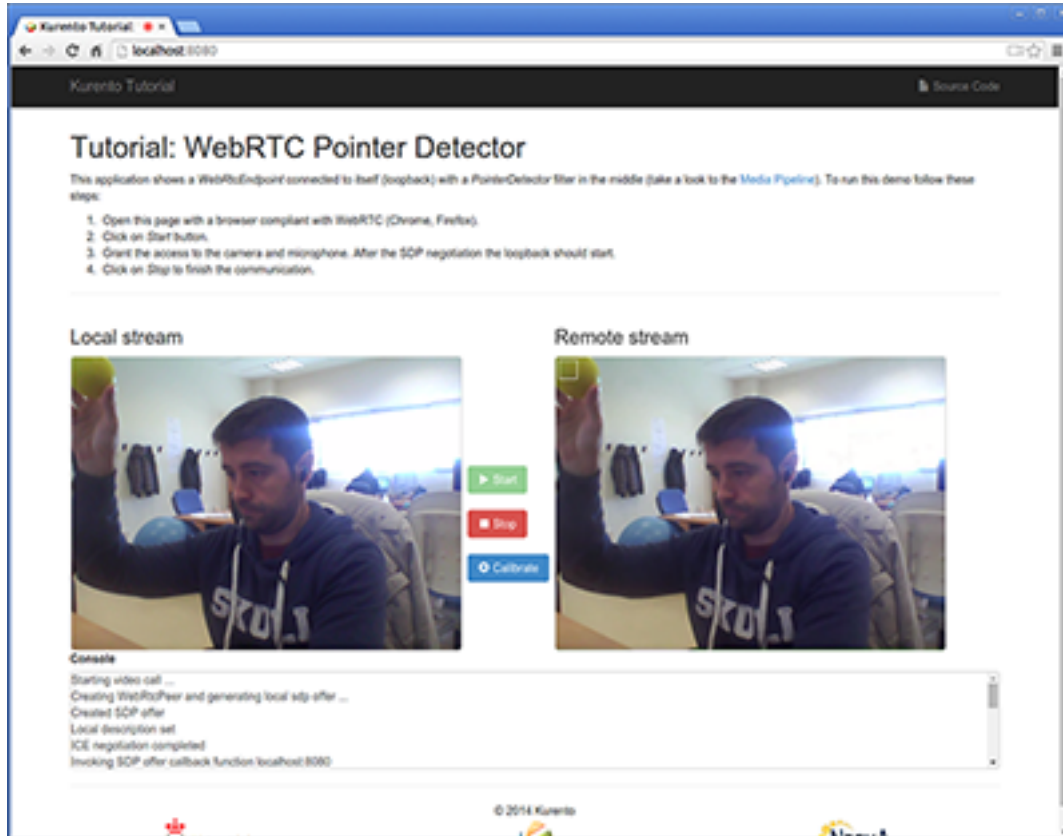 Kurento Tutorial
localhost:8080
Kurento Tutorial
Source Code
Tutorial: WebRTC Pointer Detector
This application shows a WebRtcEndpoint connected to itself (loopback) with a PointerDetector filter in the middle (take a look to the Media Pipeline). To run this demo follow these
steps:
1. Open this page with a browser compliant with WebRTC (Chrome, Firefox).
2. Click on Start button.
3. Grant the access to the camera and microphone. After the SDP negotiation the loopback should start.
4. Click on Stop to finish the communication.
Local stream
Remote stream
Start
Stop
Calibrate
Console
Starting video call ...
Creating WebRtcPeer and generating local sdp offer ...
Created SDP offer
Local description set
ICE negotiation completed
Invoking SDP offer callback function localhost:8080
© 2014 Kurento